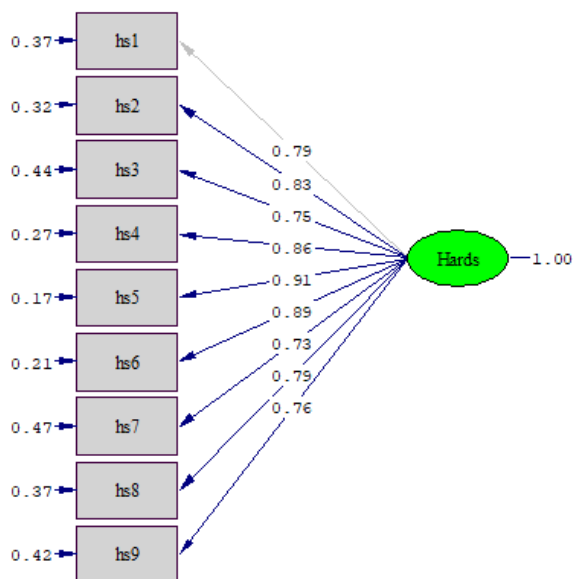 0.37 hs1
0.32 hs2
0.79
0.83
0.44 hs3
0.75
0.27 hs4
0.86
Hards 1.00
0.91
0.17 hs5
0.89
0.21 hs6
0.73
0.79
0.76
0.47 hs7
0.37 hs8
0.42 hs9